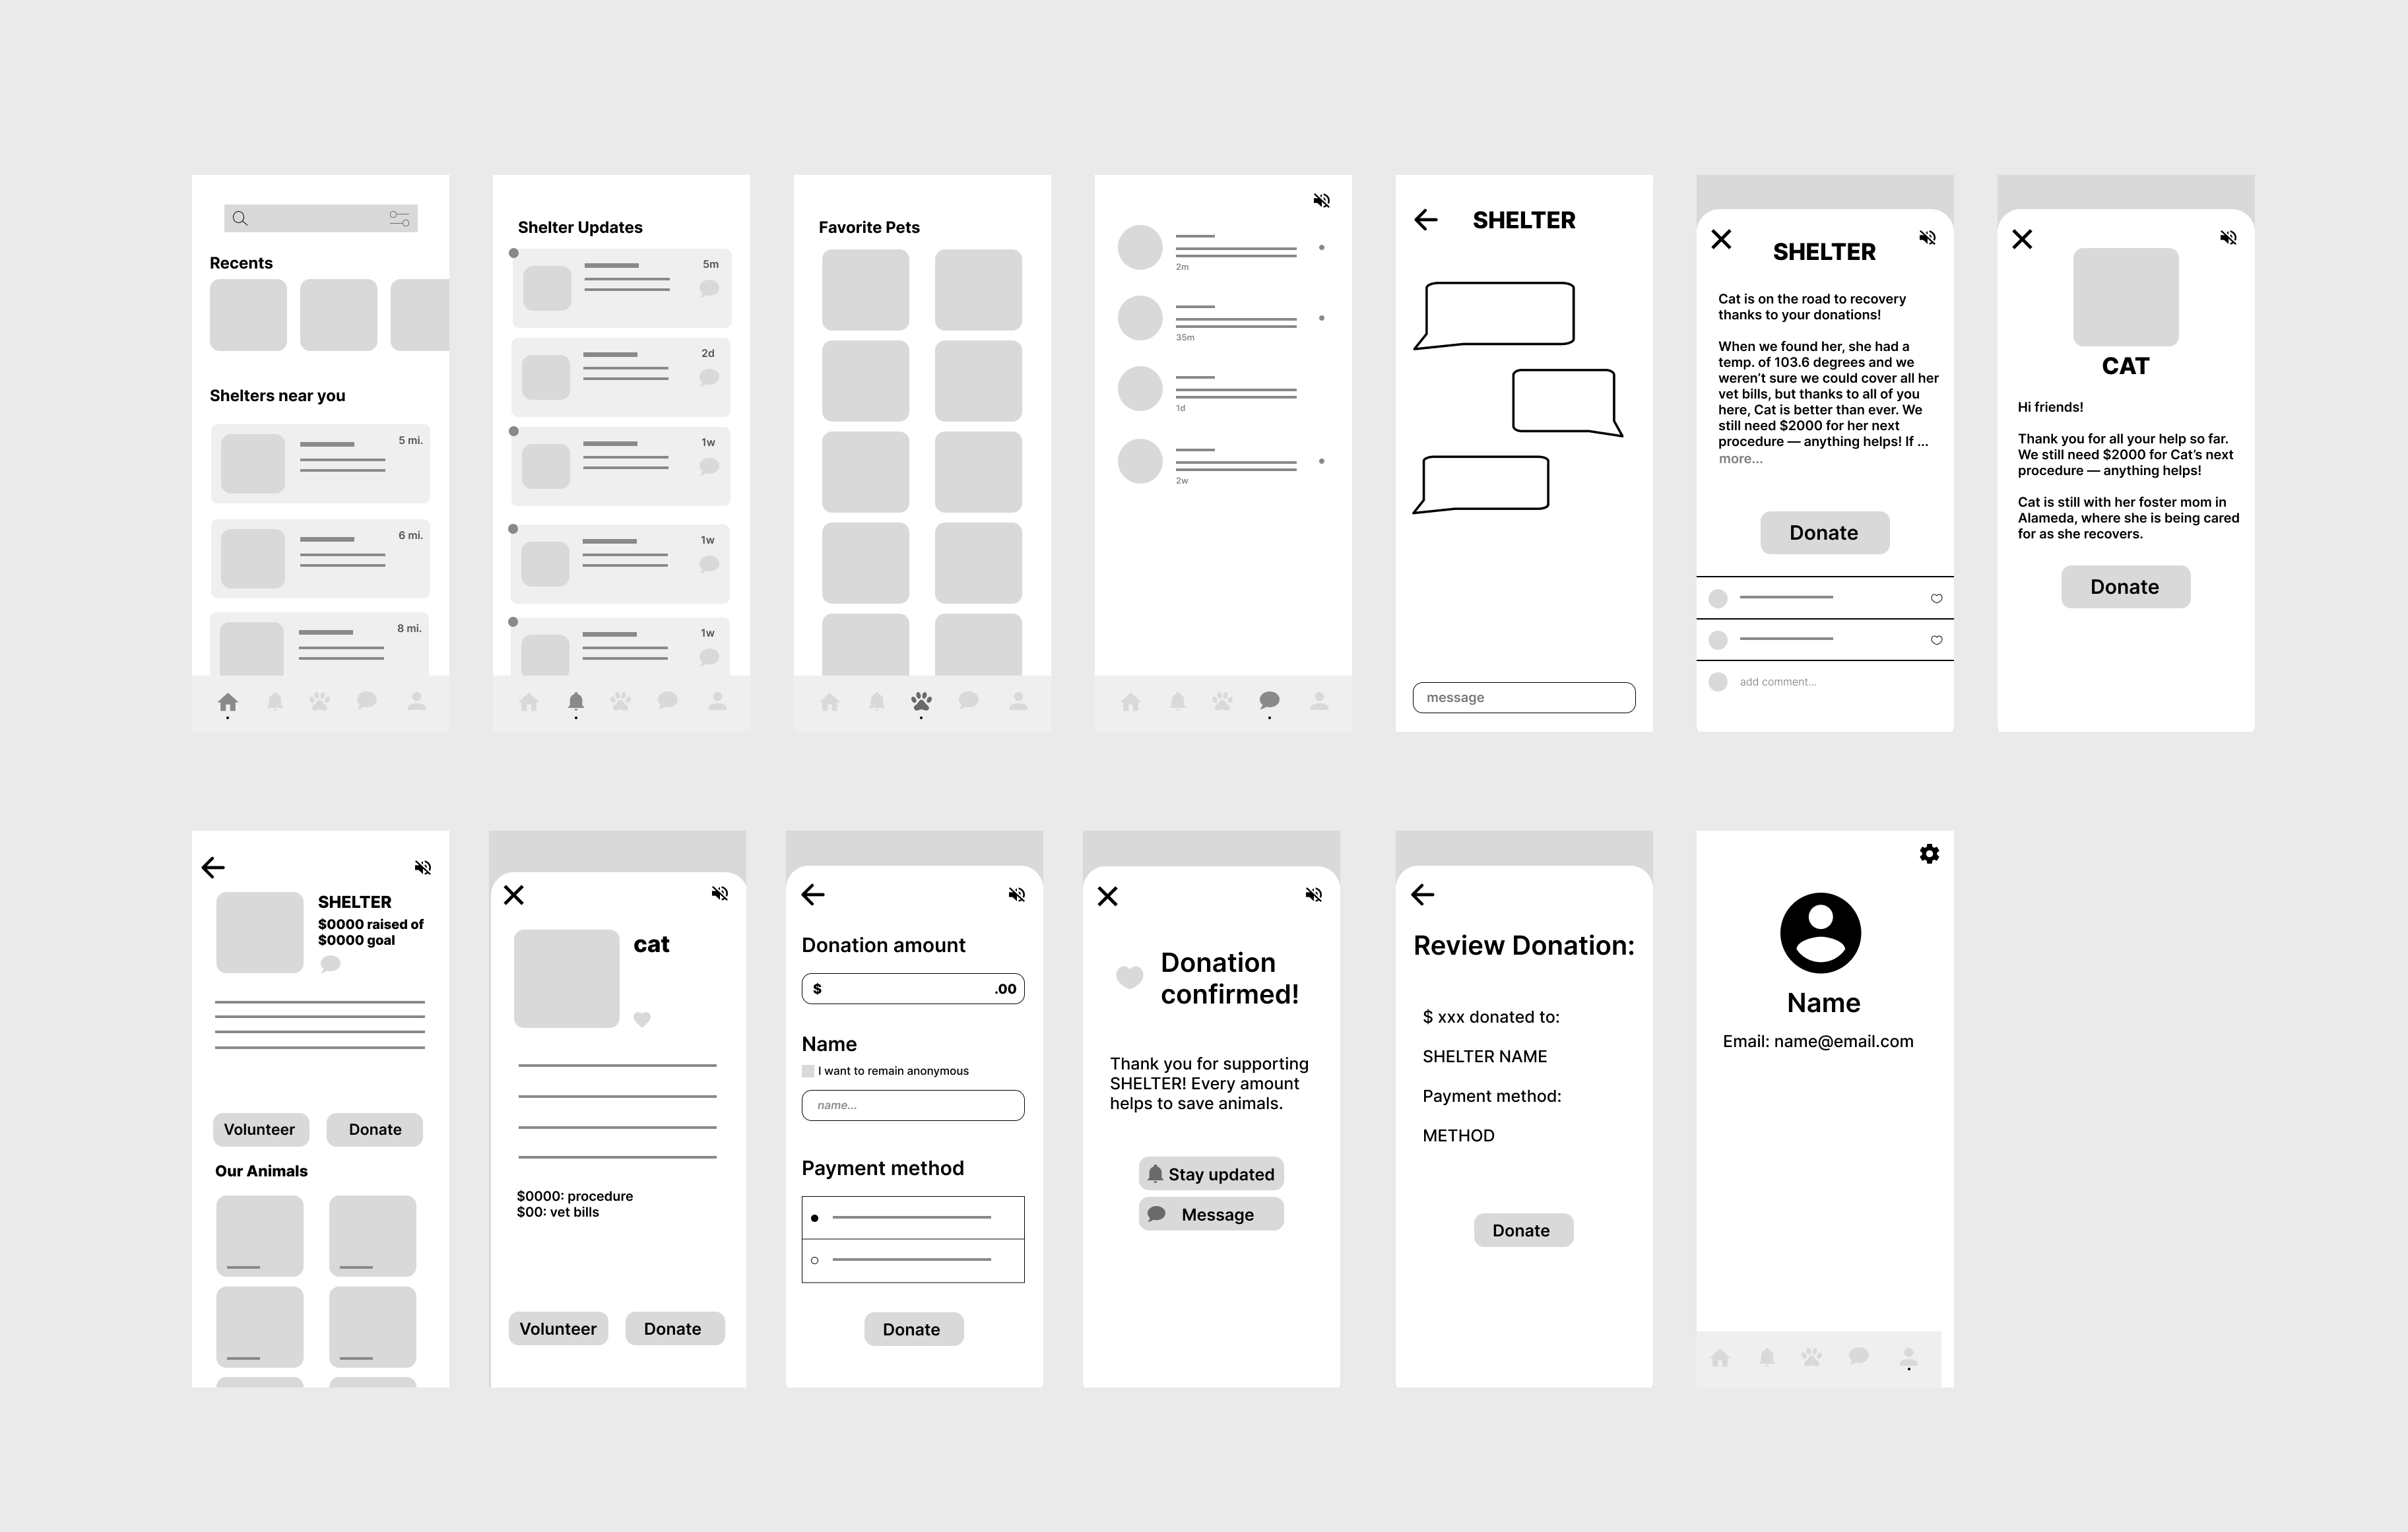 Recents
Shelters near you
5 mi.
6 mi.
8 mi.
Shelter Updates
5m
2d
1w
1w
1w
Favorite Pets
2m
35m
1d
2w
SHELTER
message
SHELTER
Cat is on the road to recovery
thanks to your donations!
When we found her, she had a
temp. of 103.6 degrees and we
weren’t sure we could cover all her
vet bills, but thanks to all of you
here, Cat is better than ever. We
still need $2000 for her next
procedure — anything helps! If ...
more...
Donate
add comment...
CAT
Hi friends!
Thank you for all your help so far.
We still need $2000 for Cat’s next
procedure — anything helps!
Cat is still with her foster mom in
Alameda, where she is being cared
for as she recovers.
Donate
SHELTER
$0000 raised of
$0000 goal
Volunteer
Donate
Our Animals
cat
$0000: procedure
$00: vet bills
Volunteer
Donate
Donation amount
$ .00
Name
I want to remain anonymous
name...
Payment method
Donate
Donation
confirmed!
Thank you for supporting
SHELTER! Every amount
helps to save animals.
Stay updated
Message
Review Donation:
$ xxx donated to:
SHELTER NAME
Payment method:
METHOD
Donate
Name
Email: name@email.com